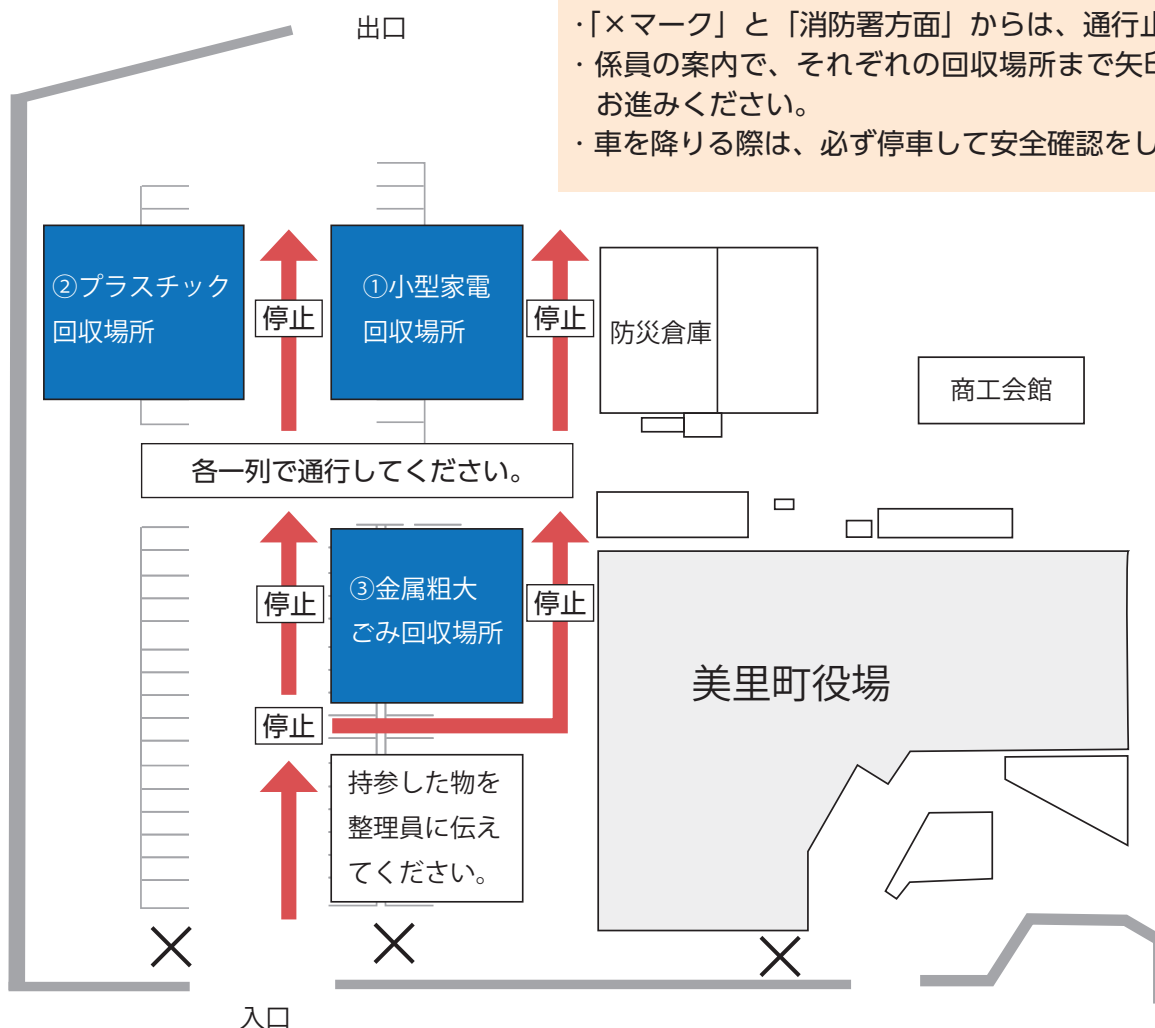 出口
・「×マーク」と「消防署方面」からは、通行止
・係員の案内で、それぞれの回収場所まで矢印
お進みください。
・車を降りる際は、必ず停車して安全確認をし
②プラスチック
回収場所
停止
①小型家電
回収場所
停止
防災倉庫
商工会館
各一列で通行してください。
停止
③金属粗大
ごみ回収場所
停止
美里町役場
停止
持参した物を
整理員に伝え
てください。
入口